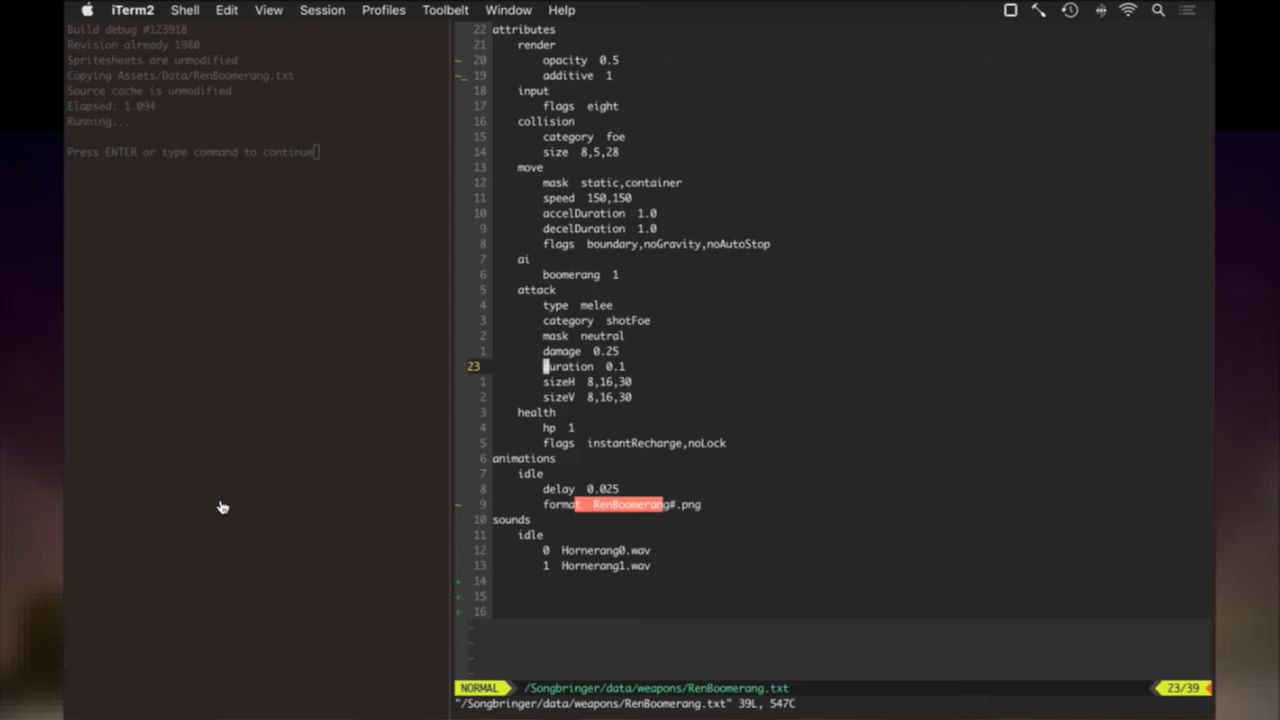 iTerm2 Shell Edit View Session Profiles Toolbelt Window Help
Build debug #123918
Revision already 1980
Spritesheets are unmodified
Copying Assets/Data/RenBoomerang.txt
Source cache is unmodified
Elapsed: 1.094
Running...
Press ENTER or type command to continue
22 attributes
21 render
~ 20 opacity 0.5
~_ 19 additive 1
18 input
17 flags eight
16 collision
15 category foe
14 size 8,5,28
13 move
12 mask static,container
11 speed 150,150
10 accelDuration 1.0
9 decelDuration 1.0
8 flags boundary,noGravity,noAutoStop
7 ai
6 boomerang 1
5 attack
4 type melee
3 category shotFoe
2 mask neutral
1 damage 0.25
23 duration 0.1
1 sizeH 8,16,30
2 sizeV 8,16,30
3 health
4 hp 1
5 flags instantRecharge,noLock
6 animations
7 idle
8 delay 0.025
~ 9 format RenBoomerang#.png
10 sounds
11 idle
12 0 Hornerang0.wav
13 1 Hornerang1.wav
+ 14
+ 15
+ 16
~
~
~
NORMAL /Songbringer/data/weapons/RenBoomerang.txt 23/39
"/Songbringer/data/weapons/RenBoomerang.txt" 39L, 547C